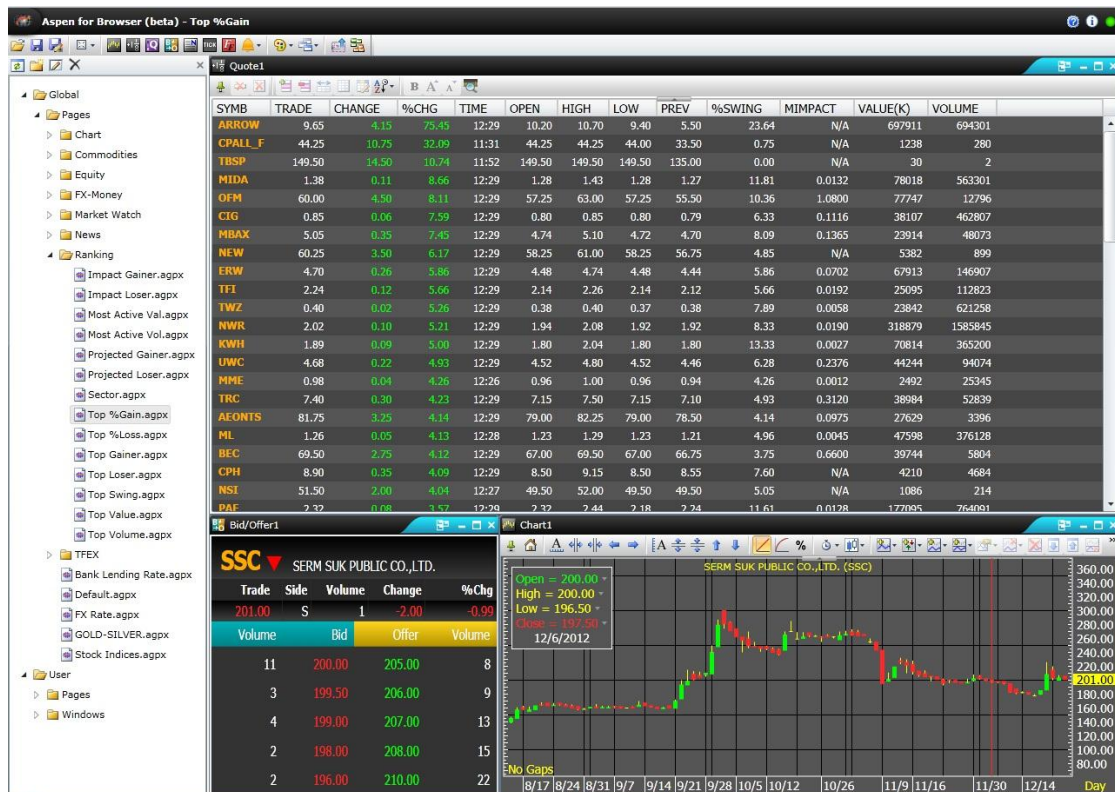 Aspen for Browser (beta) - Top %Gain
Global
Pages
Chart
Commodities
Equity
FX-Money
Market Watch
News
Ranking
Impact Gainer.agpx
Impact Loser.agpx
Most Active Val.agpx
Most Active Vol.agpx
Projected Gainer.agpx
Projected Loser.agpx
Sector.agpx
Top %Gain.agpx
Top %Loss.agpx
Top Gainer.agpx
Top Loser.agpx
Top Swing.agpx
Top Value.agpx
Top Volume.agpx
TFEX
Bank Lending Rate.agpx
Default.agpx
FX Rate.agpx
GOLD-SILVER.agpx
Stock Indices.agpx
User
Pages
Windows
Quote1
SYMB TRADE CHANGE %CHG TIME OPEN HIGH LOW PREV %SWING MIMPACT VALUE(K) VOLUME
ARROW 9.65 4.15 75.45 12:29 10.20 10.70 9.40 5.50 23.64 N/A 697911 694301
CPALL_F 44.25 10.75 32.09 11:31 44.25 44.25 44.00 33.50 0.75 N/A 1238 280
TBSP 149.50 14.50 10.74 11:52 149.50 149.50 149.50 135.00 0.00 N/A 30 2
MIDA 1.38 0.11 8.66 12:29 1.28 1.43 1.28 1.27 11.81 0.0132 78018 563301
OFM 60.00 4.50 8.11 12:29 57.25 63.00 57.25 55.50 10.36 1.0800 77747 12796
CIG 0.85 0.06 7.59 12:29 0.80 0.85 0.80 0.79 6.33 0.1116 38107 462807
MBAX 5.05 0.35 7.45 12:29 4.74 5.10 4.72 4.70 8.09 0.1365 23914 48073
NEW 60.25 3.50 6.17 12:29 58.25 61.00 58.25 56.75 4.85 N/A 5382 899
ERW 4.70 0.26 5.86 12:29 4.48 4.74 4.48 4.44 5.86 0.0702 67913 146907
TFI 2.24 0.12 5.66 12:29 2.14 2.26 2.14 2.12 5.66 0.0192 25095 112823
TWZ 0.40 0.02 5.26 12:29 0.38 0.40 0.37 0.38 7.89 0.0058 23842 621258
NWR 2.02 0.10 5.21 12:29 1.94 2.08 1.92 1.92 8.33 0.0190 318879 1585845
KWH 1.89 0.09 5.00 12:29 1.80 2.04 1.80 1.80 13.33 0.0027 70814 365200
UWC 4.68 0.22 4.93 12:29 4.52 4.80 4.52 4.46 6.28 0.2376 44244 94074
MME 0.98 0.04 4.26 12:26 0.96 1.00 0.96 0.94 4.26 0.0012 2492 25345
TRC 7.40 0.30 4.23 12:29 7.15 7.50 7.15 7.10 4.93 0.3120 38984 52839
AEONTS 81.75 3.25 4.14 12:29 79.00 82.25 79.00 78.50 4.14 0.0975 27629 3396
ML 1.26 0.05 4.13 12:28 1.23 1.29 1.23 1.21 4.96 0.0045 47598 376128
BEC 69.50 2.75 4.12 12:29 67.00 69.50 67.00 66.75 3.75 0.6600 39744 5804
CPH 8.90 0.35 4.09 12:29 8.50 9.15 8.50 8.55 7.60 N/A 4210 4684
NSI 51.50 2.00 4.04 12:27 49.50 52.00 49.50 49.50 5.05 N/A 1086 214
PAF 2.32 0.08 3.57 12:29 2.32 2.44 2.18 2.24 11.61 0.0128 177095 764091
Bid/Offer1
SSC SERM SUK PUBLIC CO.,LTD.
Trade Side Volume Change %Chg
201.00 S 1 -2.00 -0.99
Volume Bid Offer Volume
11 200.00 205.00 8
3 199.50 206.00 9
4 199.00 207.00 13
2 198.00 208.00 15
2 196.00 210.00 22
Chart1
SERM SUK PUBLIC CO.,LTD. (SSC)
Open = 200.00
High = 200.00
Low = 196.50
Close = 197.50
12/6/2012
360.00
340.00
320.00
300.00
280.00
260.00
240.00
220.00
201.00
180.00
160.00
140.00
120.00
100.00
80.00
No Gaps
8/17 8/24 8/31 9/7 9/14 9/21 9/28 10/5 10/12 10/26 11/9 11/16 11/30 12/14 Day